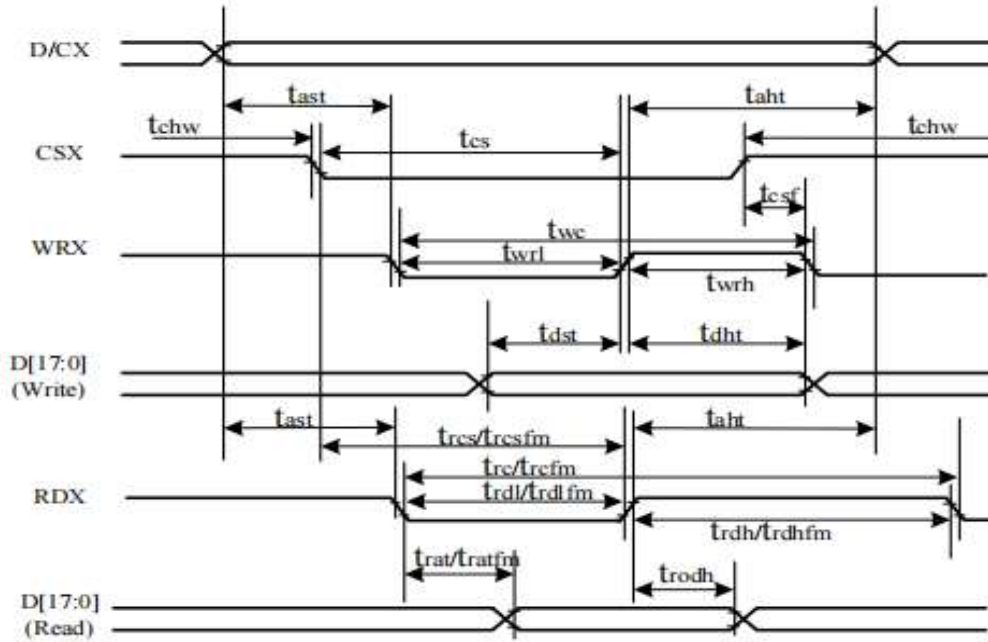 D/CX
tast
taht
tchw
tchw
CSX
tcs
tcsf
WRX
twc
twrl
twrh
tdst
tdht
D[17:0]
(Write)
tast
taht
trcs/trcsfm
trc/trcfm
RDX
trdl/trdlfm
trdh/trdhfm
trat/tratfm
trodh
D[17:0]
(Read)